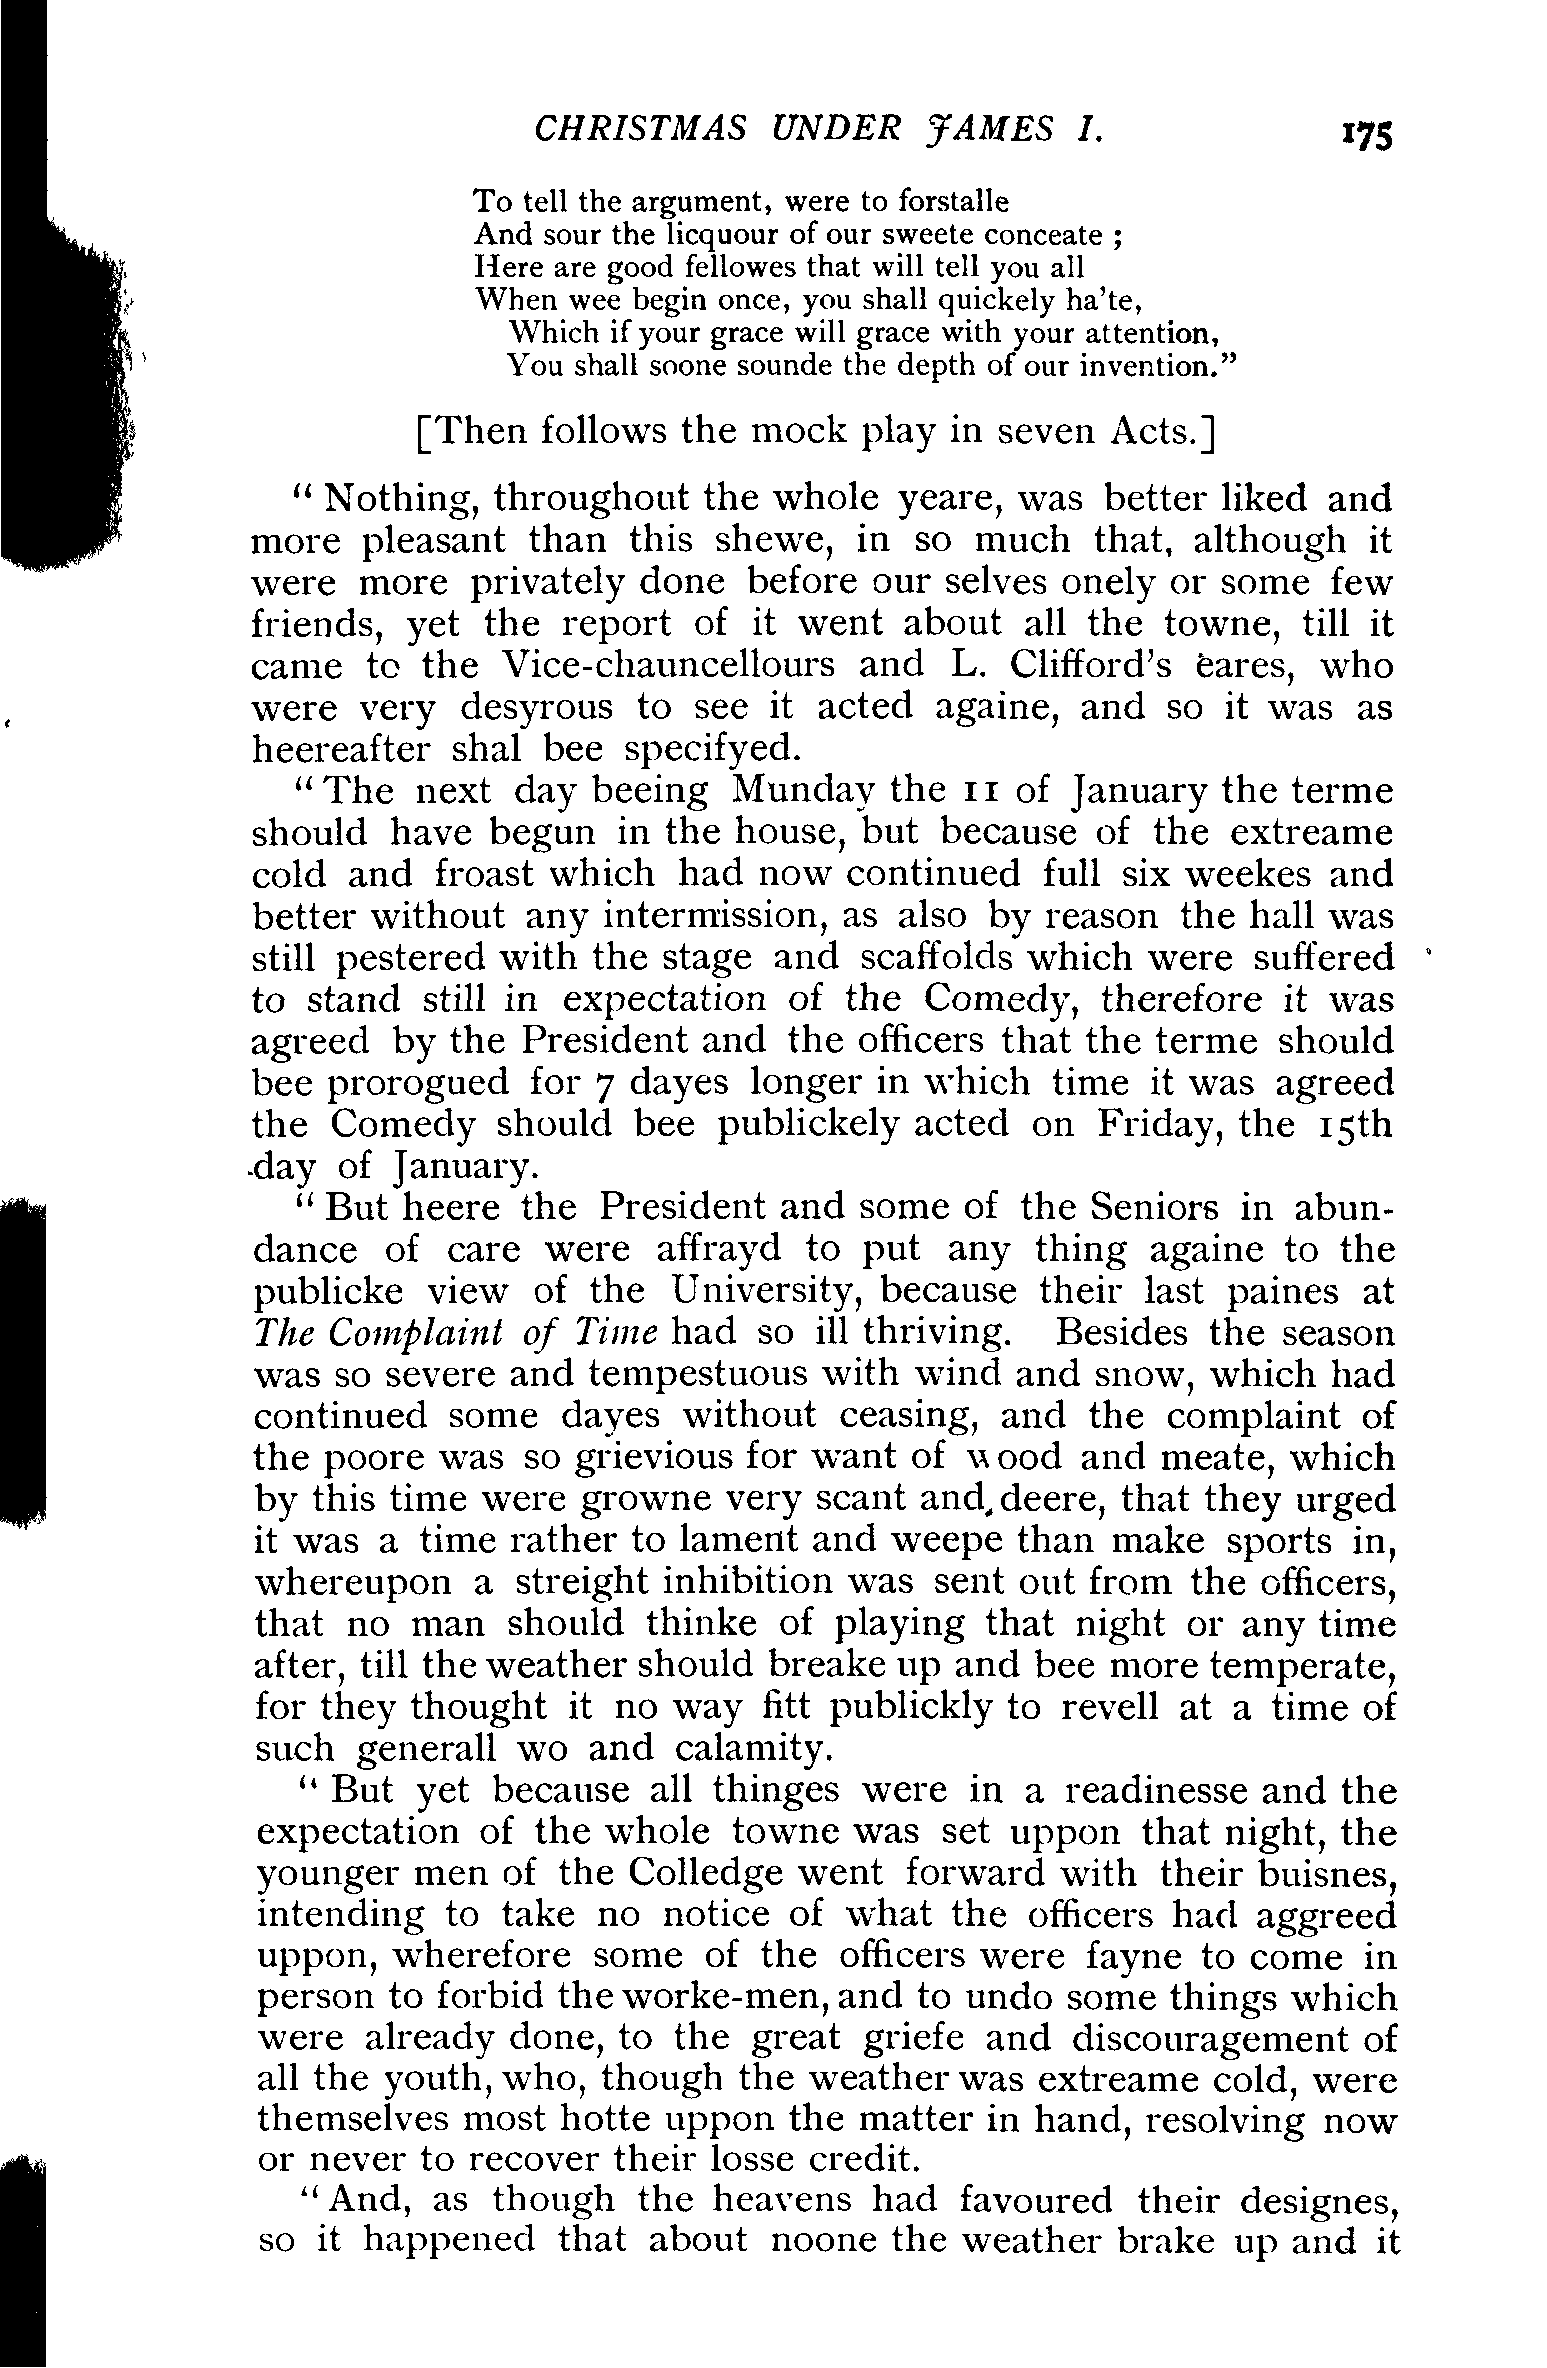 CHRISTMAS UNDER JAMES I. 175
To tell the argument, were to forstalle
And sour the licquour of our sweete conceate ;
Here are good fellowes that will tell you all
When wee begin once, you shall quickely ha'te,
Which if your grace will grace with your attention,
You shall soone sounde the depth of our invention.”
[Then follows the mock play in seven Acts.]
“ Nothing, throughout the whole yeare, was better liked and
more pleasant than this shewe, in so much that, although it
were more privately done before our selves onely or some few
friends, yet the report of it went about all the towne, till it
came to the Vice-chauncellours and L. Clifford's eares, who
were very desyrous to see it acted againe, and so it was as
heereafter shal bee specifyed.
“ The next day beeing Munday the 11 of January the terme
should have begun in the house, but because of the extreame
cold and froast which had now continued full six weekes and
better without any intermission, as also by reason the hall was
still pestered with the stage and scaffolds which were suffered
to stand still in expectation of the Comedy, therefore it was
agreed by the President and the officers that the terme should
bee prorogued for 7 dayes longer in which time it was agreed
the Comedy should bee publickely acted on Friday, the 15th
day of January.
“ But heere the President and some of the Seniors in abun-
dance of care were affrayd to put any thing againe to the
publicke view of the University, because their last paines at
The Complaint of Time had so ill thriving. Besides the season
was so severe and tempestuous with wind and snow, which had
continued some dayes without ceasing, and the complaint of
the poore was so grievious for want of wood and meate, which
by this time were growne very scant and deere, that they urged
it was a time rather to lament and weepe than make sports in,
whereupon a streight inhibition was sent out from the officers,
that no man should thinke of playing that night or any time
after, till the weather should breake up and bee more temperate,
for they thought it no way fitt publickly to revell at a time of
such generall wo and calamity.
“ But yet because all thinges were in a readinesse and the
expectation of the whole towne was set uppon that night, the
younger men of the Colledge went forward with their buisnes,
intending to take no notice of what the officers had aggreed
uppon, wherefore some of the officers were fayne to come in
person to forbid the worke-men, and to undo some things which
were already done, to the great griefe and discouragement of
all the youth, who, though the weather was extreame cold, were
themselves most hotte uppon the matter in hand, resolving now
or never to recover their losse credit.
“ And, as though the heavens had favoured their designes,
so it happened that about noone the weather brake up and it